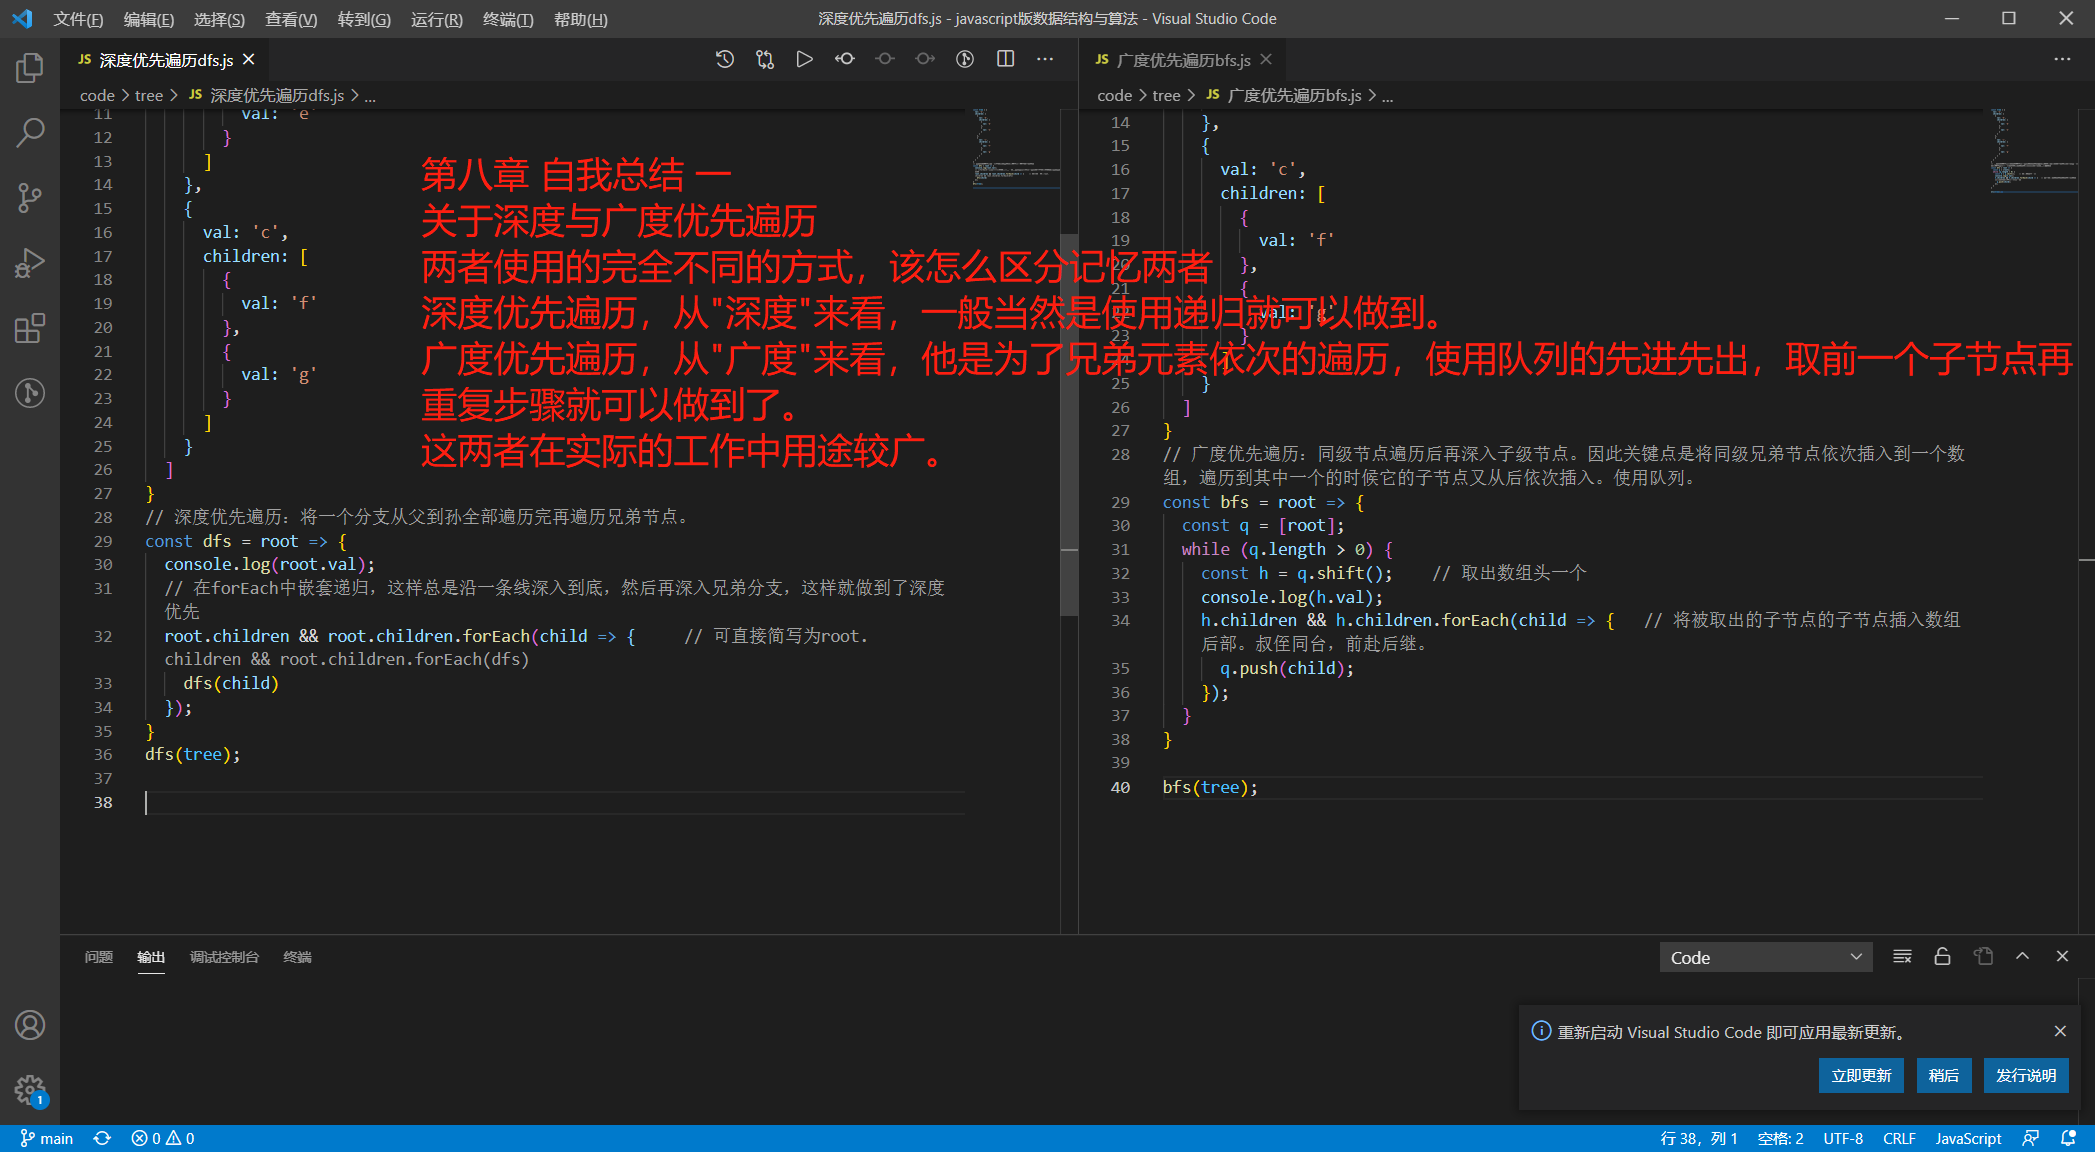 文件(F) 编辑(E) 选择(S) 查看(V) 转到(G) 运行(R) 终端(T) 帮助(H)
深度优先遍历dfs.js - javascript版数据结构与算法 - Visual Studio Code
JS 深度优先遍历dfs.js
code > tree > JS 深度优先遍历dfs.js > ...
11 val: 'e'
12 }
13 ]
14 },
15 {
16 val: 'c',
17 children: [
18 {
19 val: 'f'
20 },
21 {
22 val: 'g'
23 }
24 ]
25 }
26 ]
27 }
28 // 深度优先遍历：将一个分支从父到孙全部遍历完再遍历兄弟节点。
29 const dfs = root => {
30 console.log(root.val);
31 // 在forEach中嵌套递归，这样总是沿一条线深入到底，然后再深入兄弟分支，这样就做到了深度
优先
32 root.children && root.children.forEach(child => { // 可直接简写为root.
children && root.children.forEach(dfs)
33 dfs(child)
34 });
35 }
36 dfs(tree);
37
38
第八章 自我总结 一
关于深度与广度优先遍历
两者使用的完全不同的方式，该怎么区分记忆两者
深度优先遍历，从"深度"来看，一般当然是使用递归就可以做到。
广度优先遍历，从"广度"来看，他是为了兄弟元素依次的遍历，使用队列的先进先出，取前一个子节点再
重复步骤就可以做到了。
这两者在实际的工作中用途较广。
JS 广度优先遍历bfs.js
code > tree > JS 广度优先遍历bfs.js > ...
14 },
15 {
16 val: 'c',
17 children: [
18 {
19 val: 'f'
20 },
21 {
22 val: 'g'
23 }
24 ]
25 }
26 ]
27 }
28 // 广度优先遍历：同级节点遍历后再深入子级节点。因此关键点是将同级兄弟节点依次插入到一个数
组，遍历到其中一个的时候它的子节点又从后依次插入。使用队列。
29 const bfs = root => {
30 const q = [root];
31 while (q.length > 0) {
32 const h = q.shift(); // 取出数组头一个
33 console.log(h.val);
34 h.children && h.children.forEach(child => { // 将被取出的子节点的子节点插入数组
后部。叔侄同台，前赴后继。
35 q.push(child);
36 });
37 }
38 }
39
40 bfs(tree);
问题 输出 调试控制台 终端
Code
重新启动 Visual Studio Code 即可应用最新更新。
立即更新 稍后 发行说明
1
main 0 0
行 38，列 1 空格: 2 UTF-8 CRLF JavaScript